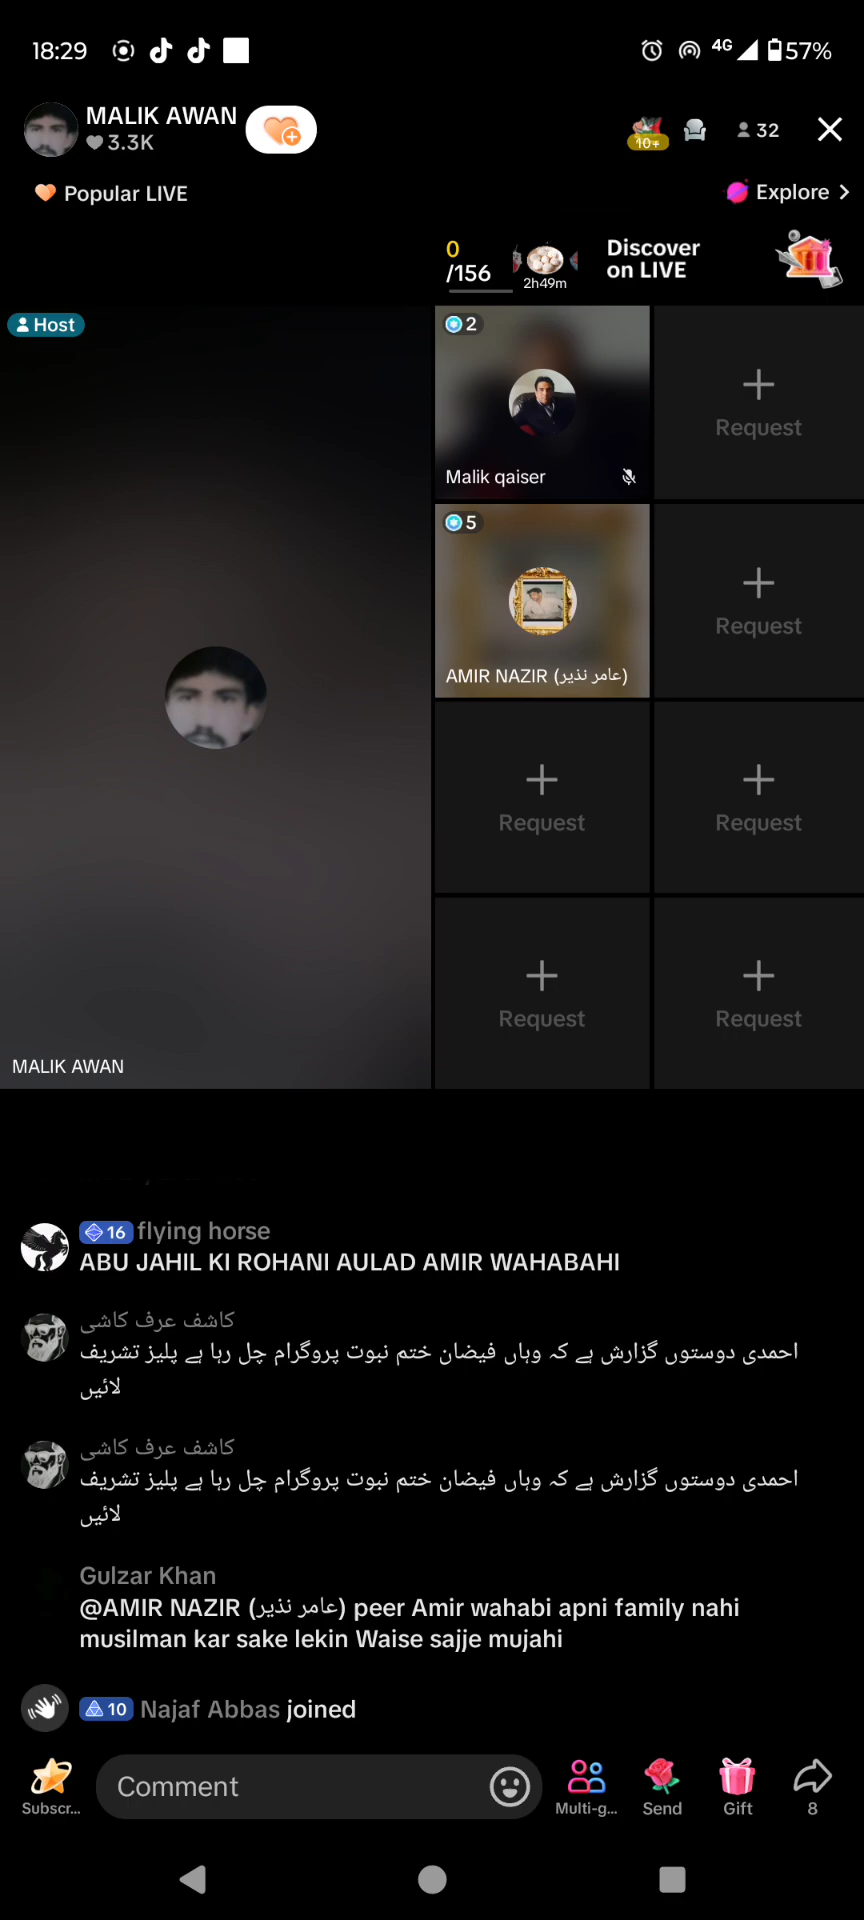 18:29
4G
57%
MALIK AWAN
3.3K
10+
32
Popular LIVE
Explore
0
/156
2h49m
Discover
on LIVE
Host
2
Malik qaiser
Request
5
AMIR NAZIR (عامر نذیر)
Request
Request
Request
Request
Request
MALIK AWAN
16 flying horse
ABU JAHIL KI ROHANI AULAD AMIR WAHABAHI
کاشف عرف کاشی
احمدی دوستوں گزارش ہے کہ وہاں فیضان ختم نبوت پروگرام چل رہا ہے پلیز تشریف
لائیں
کاشف عرف کاشی
احمدی دوستوں گزارش ہے کہ وہاں فیضان ختم نبوت پروگرام چل رہا ہے پلیز تشریف
لائیں
Gulzar Khan
@AMIR NAZIR (عامر نذیر) peer Amir wahabi apni family nahi
musilman kar sake lekin Waise sajje mujahi
10 Najaf Abbas joined
Comment
Subscr...
Multi-g...
Send
Gift
8